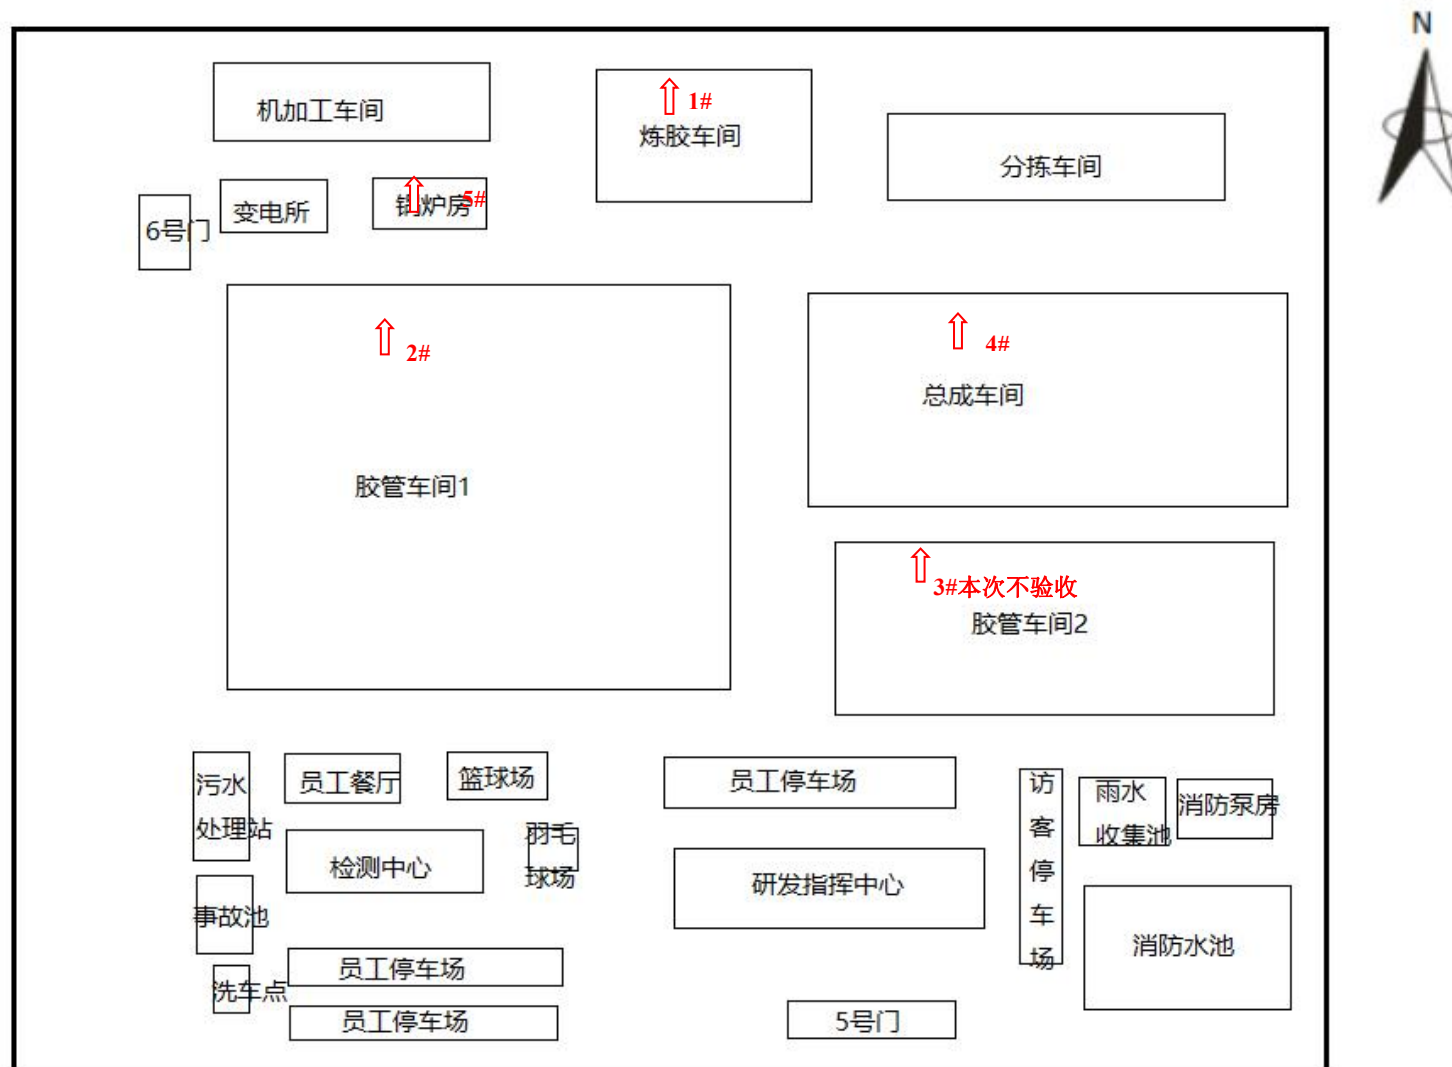 N
机加工车间
1#
炼胶车间
分拣车间
6号门
变电所
锅炉房
5#
2#
4#
总成车间
胶管车间1
3#本次不验收
胶管车间2
污水
处理站
员工餐厅
篮球场
员工停车场
访
客
停
车
场
雨水
收集池
消防泵房
检测中心
羽毛
球场
研发指挥中心
事故池
消防水池
员工停车场
洗车点
员工停车场
5号门